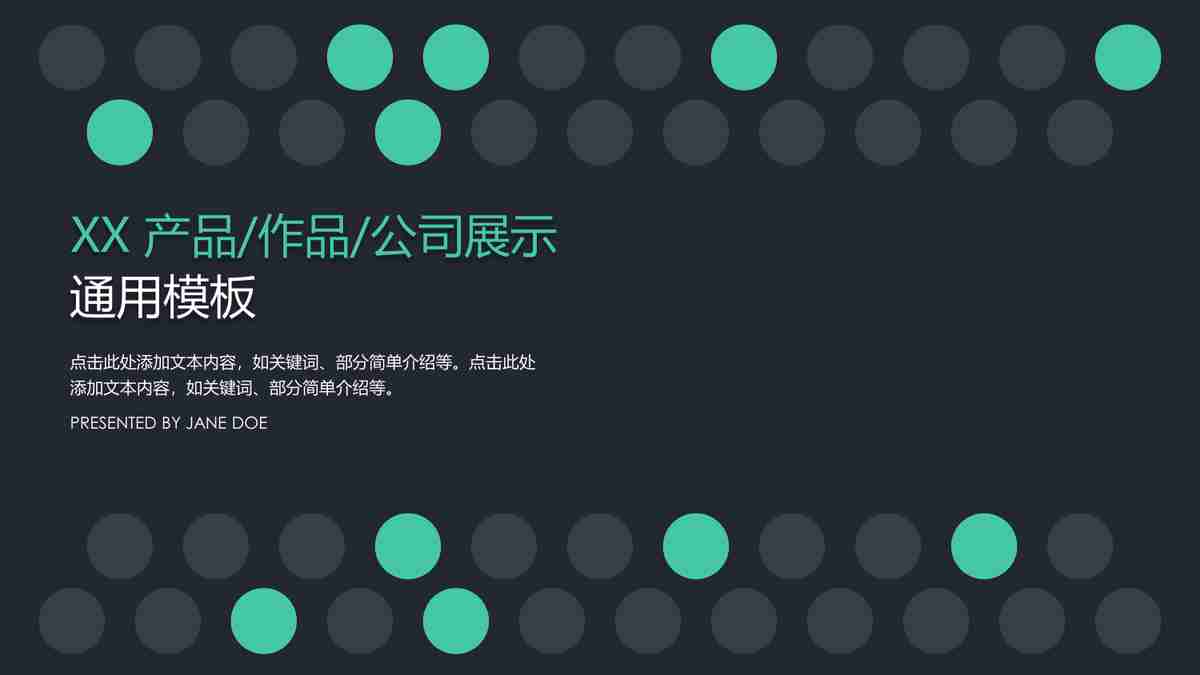 XX 产品/作品/公司展示
通用模板
点击此处添加文本内容，如关键词、部分简单介绍等。点击此处
添加文本内容，如关键词、部分简单介绍等。
PRESENTED BY JANE DOE